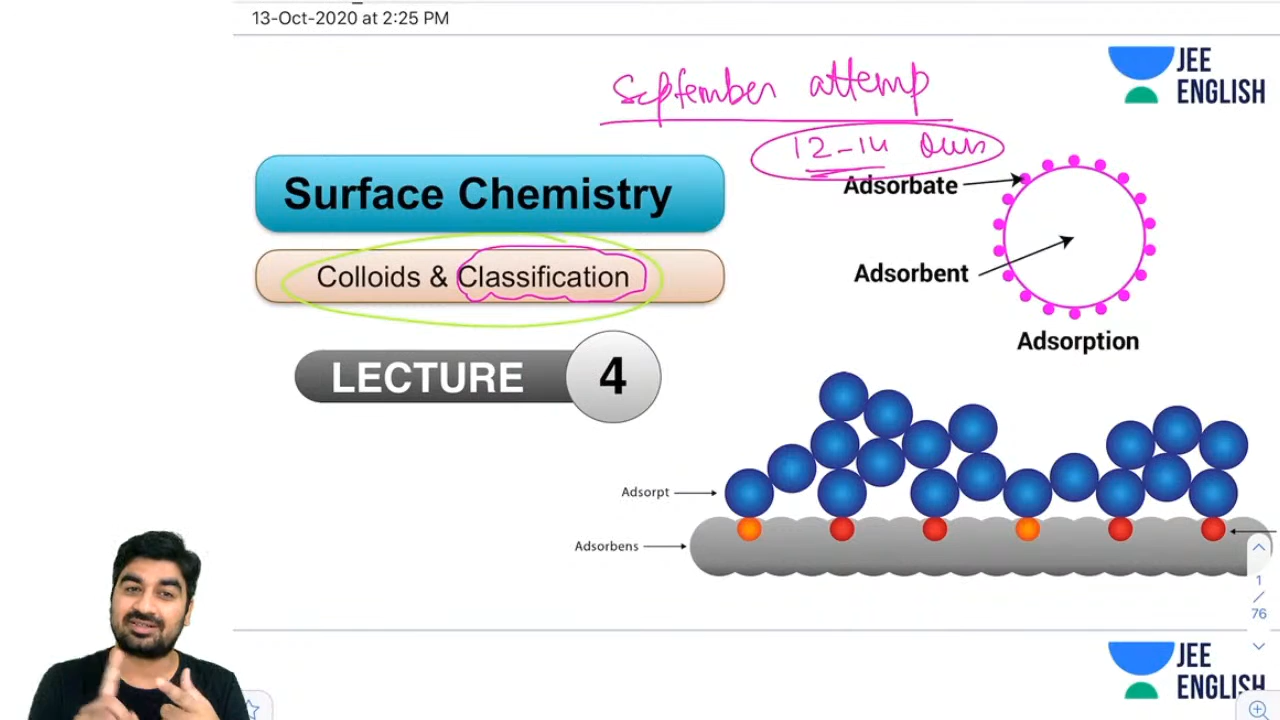 13-Oct-2020 at 2:25 PM
JEE
ENGLISH
September attemp
12-14 Qus
Surface Chemistry
Adsorbate
Colloids & Classification
Adsorbent
Adsorption
LECTURE 4
Adsorpt
Adsorbens
1
/
76
JEE
ENGLISH